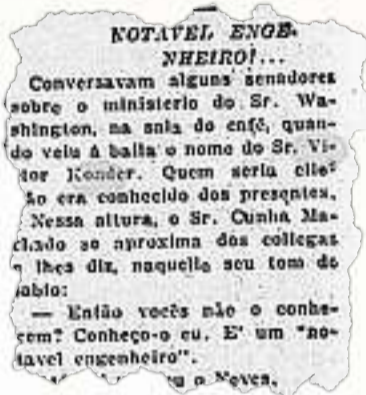 NOTAVEL ENGE-
NHEIRO!...
Conversavam alguns senadores
sobre o ministerio do Sr. Wa-
shington, na sala do café, quan-
do veiu á bailta o nome do Sr. Vi-
ctor Konder. Quem seria elle?
Não era conhecido dos presentes.
Nessa altura, o Sr. Cunha Ma-
chado se aproxima dos collegas
e lhes diz, naquelle seu tom de
sabio:
— Então vocês não o conhe-
cem? Conheço-o eu. E' um "no-
tavel engenheiro".
o Neves,